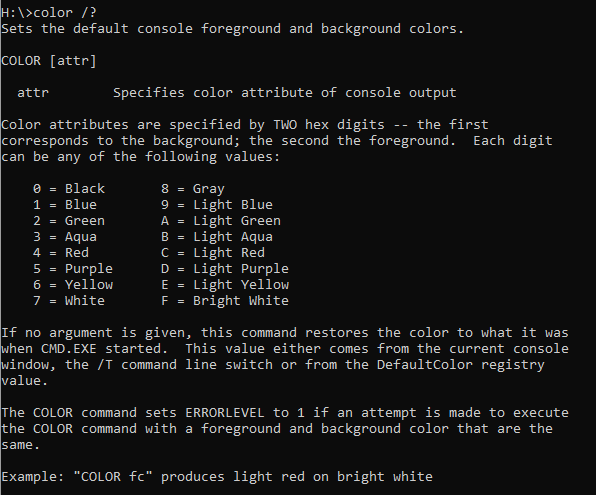 H:\>color /?
Sets the default console foreground and background colors.
COLOR [attr]
attr        Specifies color attribute of console output
Color attributes are specified by TWO hex digits -- the first
corresponds to the background; the second the foreground.  Each digit
can be any of the following values:
0 = Black       8 = Gray
1 = Blue        9 = Light Blue
2 = Green       A = Light Green
3 = Aqua        B = Light Aqua
4 = Red         C = Light Red
5 = Purple      D = Light Purple
6 = Yellow      E = Light Yellow
7 = White       F = Bright White
If no argument is given, this command restores the color to what it was
when CMD.EXE started.  This value either comes from the current console
window, the /T command line switch or from the DefaultColor registry
value.
The COLOR command sets ERRORLEVEL to 1 if an attempt is made to execute
the COLOR command with a foreground and background color that are the
same.
Example: "COLOR fc" produces light red on bright white